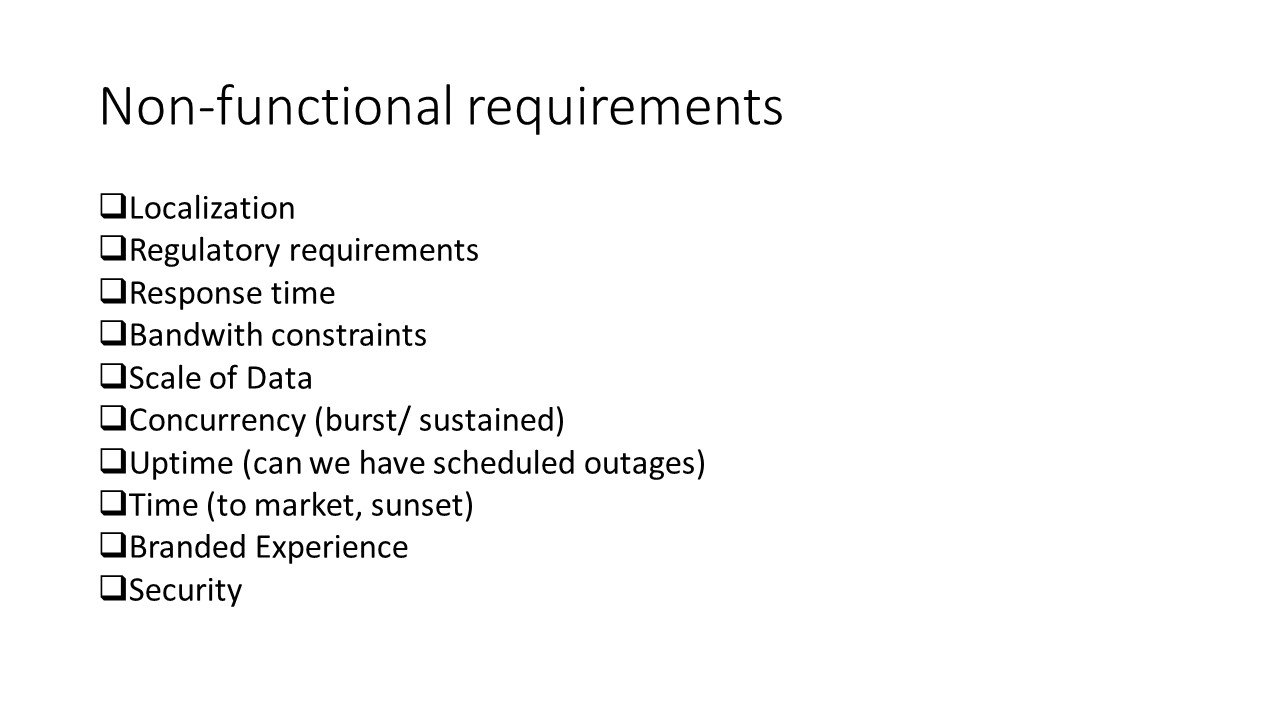 Non-functional requirements
❑Localization
❑Regulatory requirements
❑Response time
❑Bandwith constraints
❑Scale of Data
❑Concurrency (burst/ sustained)
❑Uptime (can we have scheduled outages)
❑Time (to market, sunset)
❑Branded Experience
❑Security